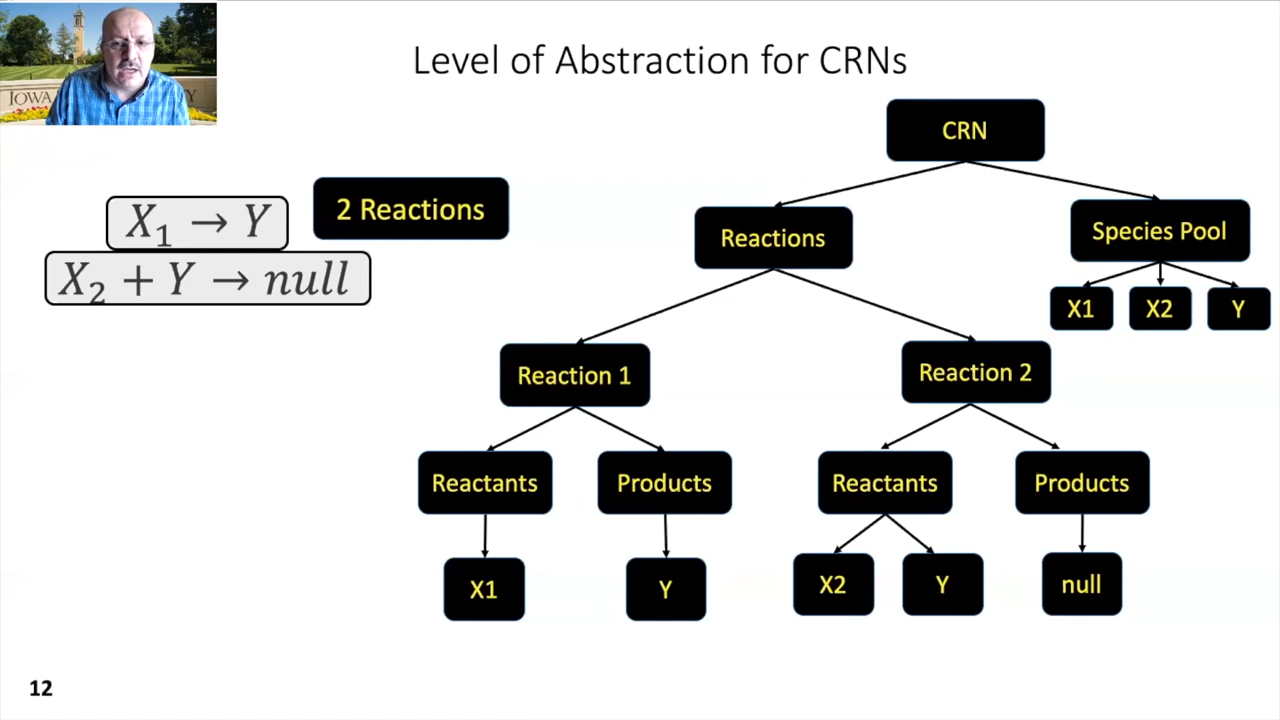 IOWA
Level of Abstraction for CRNs
X₁ → Y
X₂ + Y → null
2 Reactions
CRN
Reactions
Species Pool
X1 X2 Y
Reaction 1
Reaction 2
Reactants Products Reactants Products
X1 Y X2 Y null
12